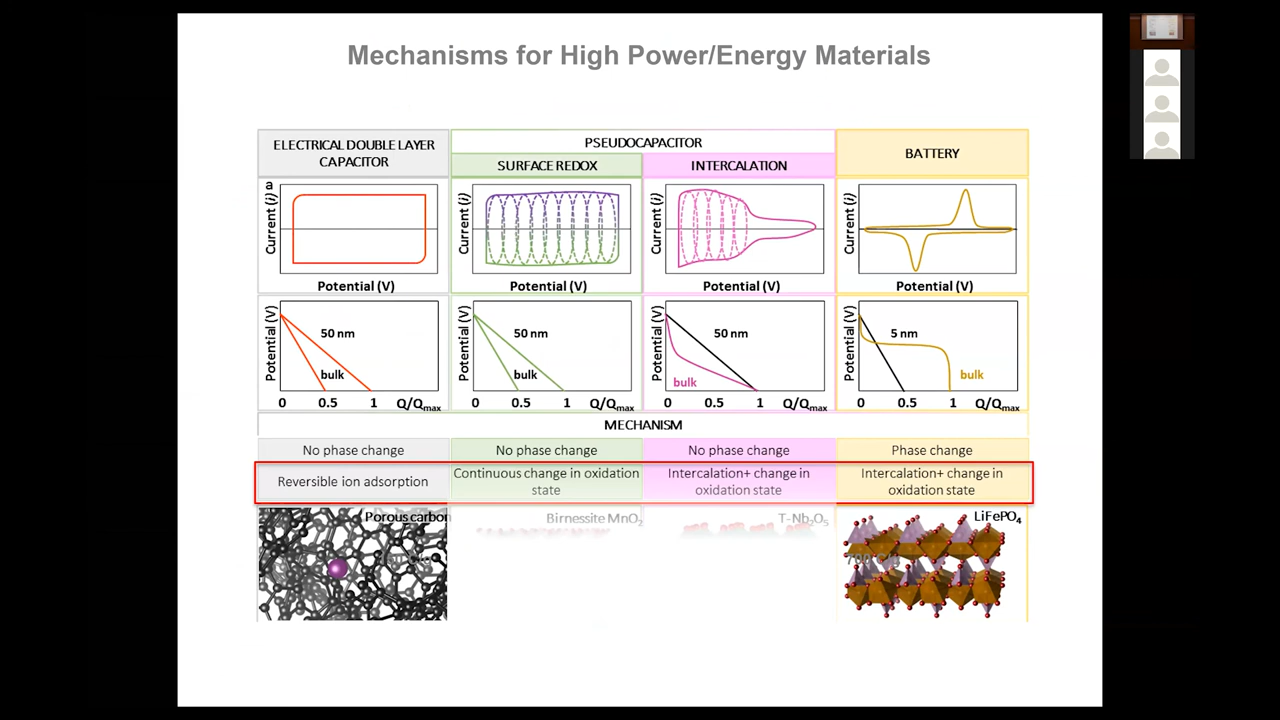 Mechanisms for High Power/Energy Materials
ELECTRICAL DOUBLE LAYER
CAPACITOR
PSEUDOCAPACITOR
SURFACE REDOX
INTERCALATION
BATTERY
a
Current (i)
Potential (V)
Current (i)
Potential (V)
Current (i)
Potential (V)
Current (i)
Potential (V)
Potential (V)
50 nm
bulk
0 0.5 1 Q/Qmax
Potential (V)
50 nm
bulk
0 0.5 1 Q/Qmax
Potential (V)
50 nm
bulk
0 0.5 1 Q/Qmax
Potential (V)
5 nm
bulk
0 0.5 1 Q/Qmax
MECHANISM
No phase change
No phase change
No phase change
Phase change
Reversible ion adsorption
Continuous change in oxidation
state
Intercalation+ change in
oxidation state
Intercalation+ change in
oxidation state
Porous carbon
Birnessite MnO₂
T-Nb₂O₅
LiFePO₄